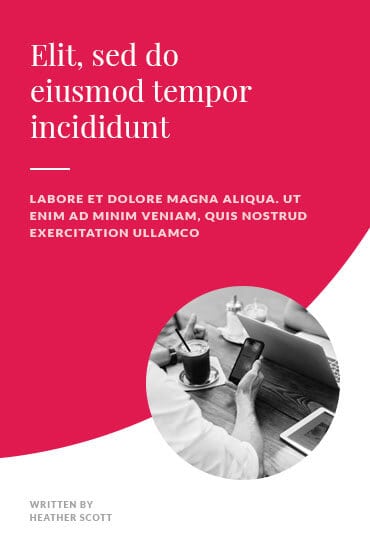 Elit, sed do
eiusmod tempor
incididunt
LABORE ET DOLORE MAGNA ALIQUA. UT
ENIM AD MINIM VENIAM, QUIS NOSTRUD
EXERCITATION ULLAMCO
WRITTEN BY
HEATHER SCOTT